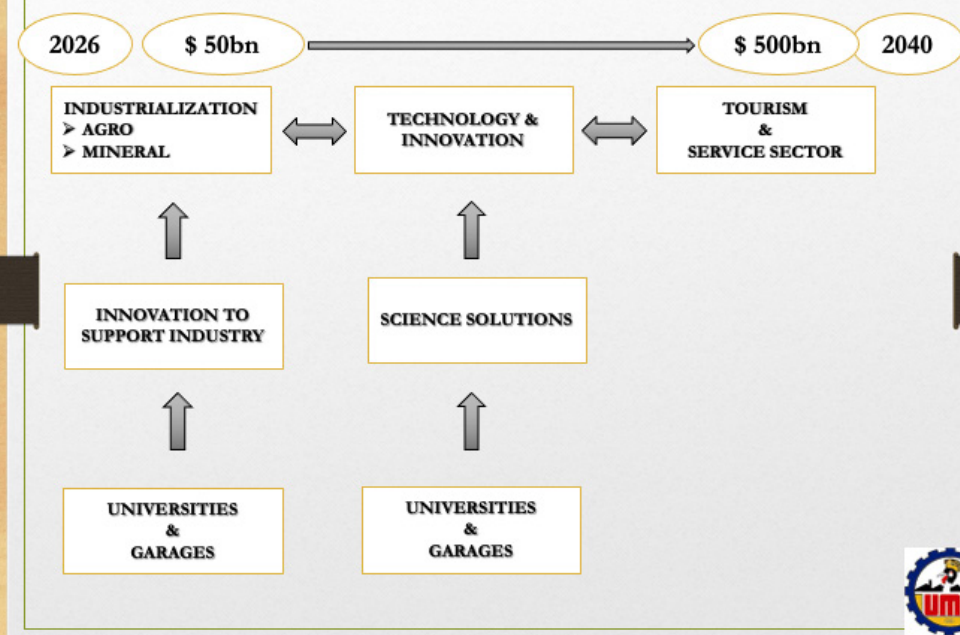 2026
$ 50bn
$ 500bn
2040
INDUSTRIALIZATION
➢ AGRO
➢ MINERAL
TECHNOLOGY &
INNOVATION
TOURISM
&
SERVICE SECTOR
INNOVATION TO
SUPPORT INDUSTRY
SCIENCE SOLUTIONS
UNIVERSITIES
&
GARAGES
UNIVERSITIES
&
GARAGES